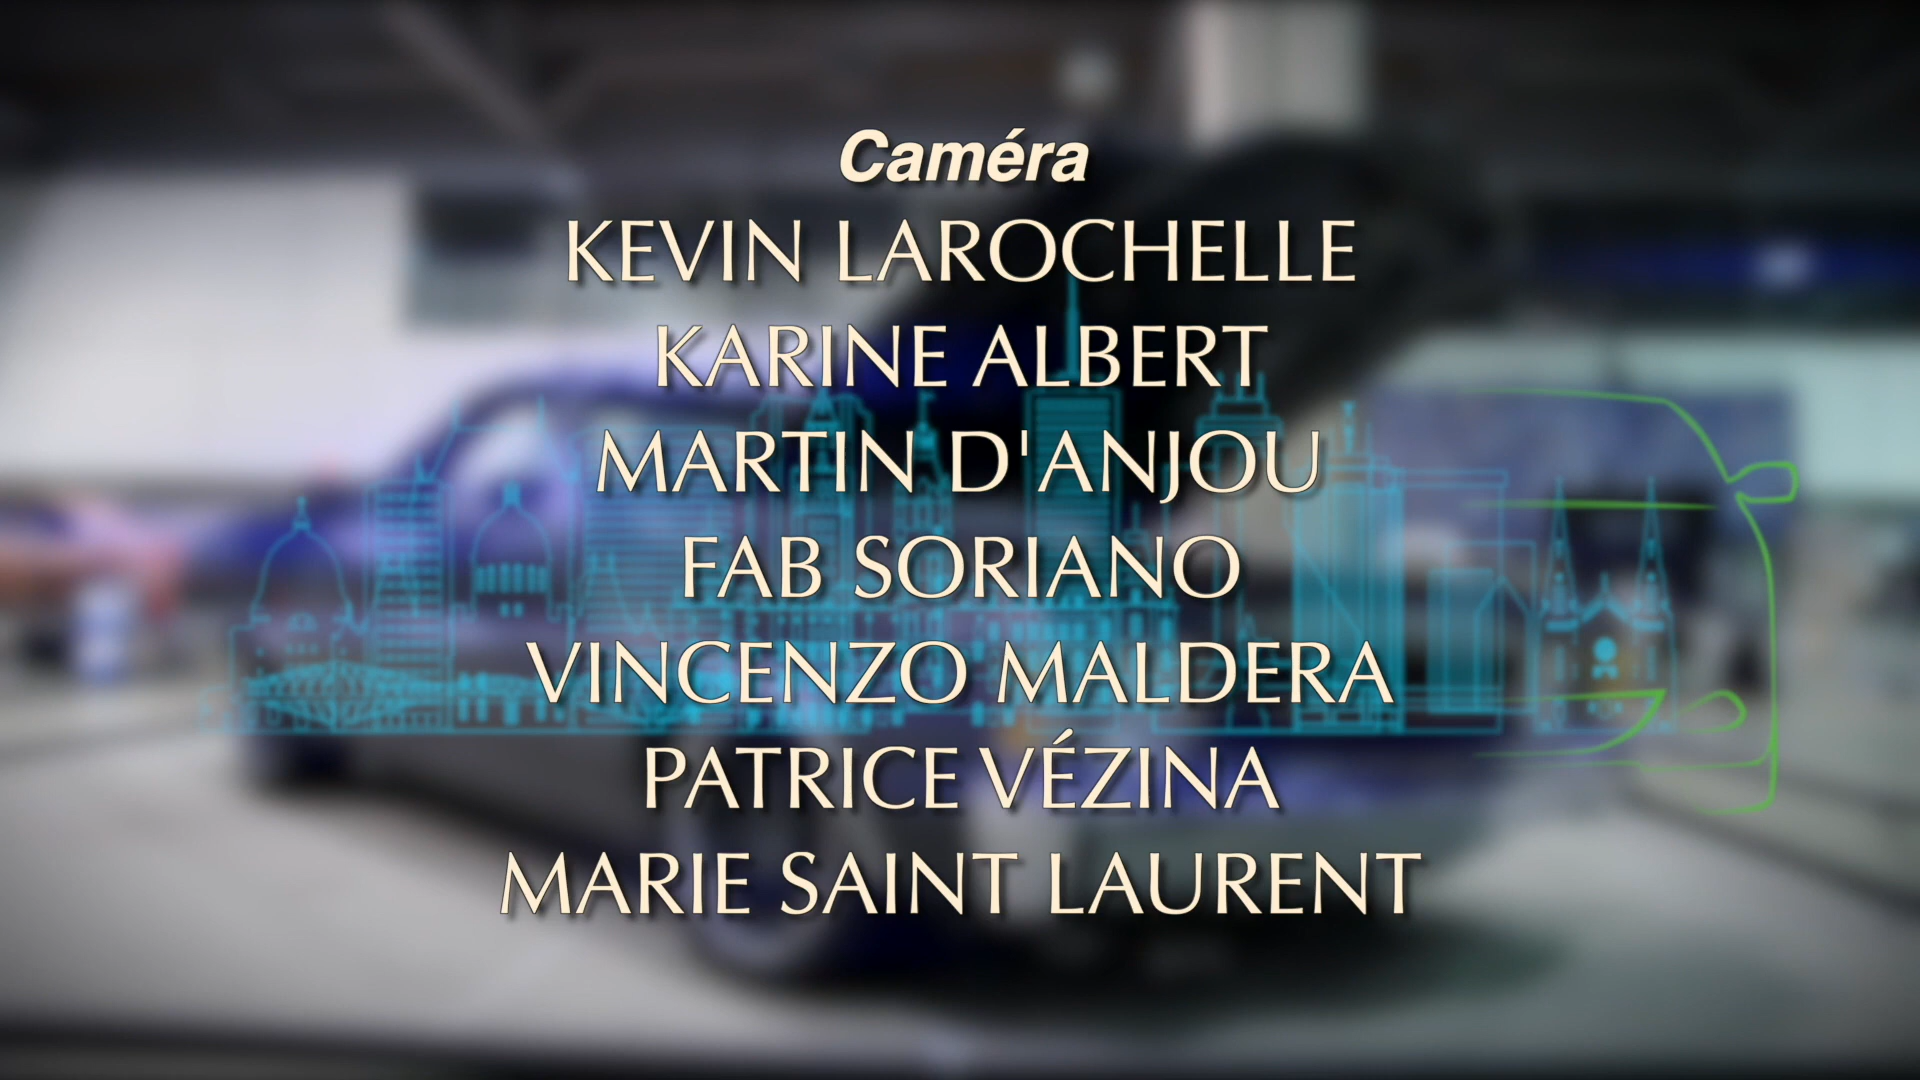 Caméra
KEVIN LAROCHELLE
KARINE ALBERT
MARTIN D'ANJOU
FAB SORIANO
VINCENZO MALDERA
PATRICE VÉZINA
MARIE SAINT LAURENT